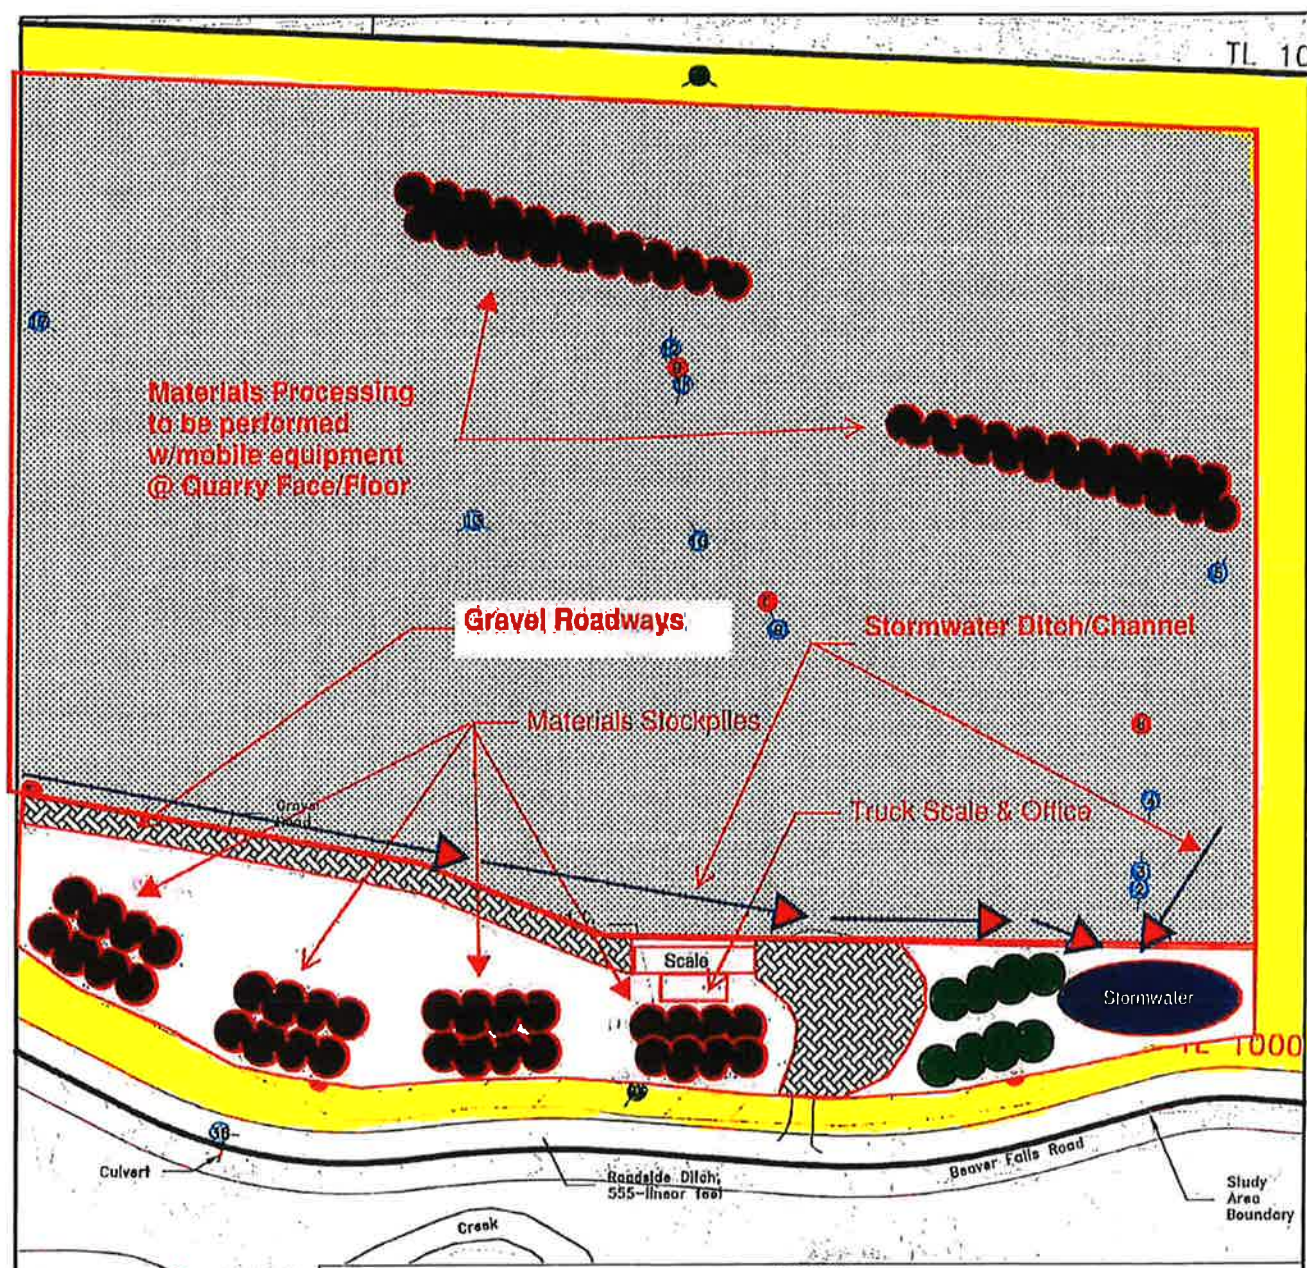 TL 10
Materials Processing
to be performed
w/mobile equipment
@ Quarry Face/Floor
Gravel Roadways
Stormwater Ditch/Channel
Materials Stockpiles
Truck Scale & Office
Gravel
Road
Scale
Stormwater
TL 1000
Culvert
Roadside Ditch,
555-linear feet
Beaver Falls Road
Study
Area
Boundary
Creek